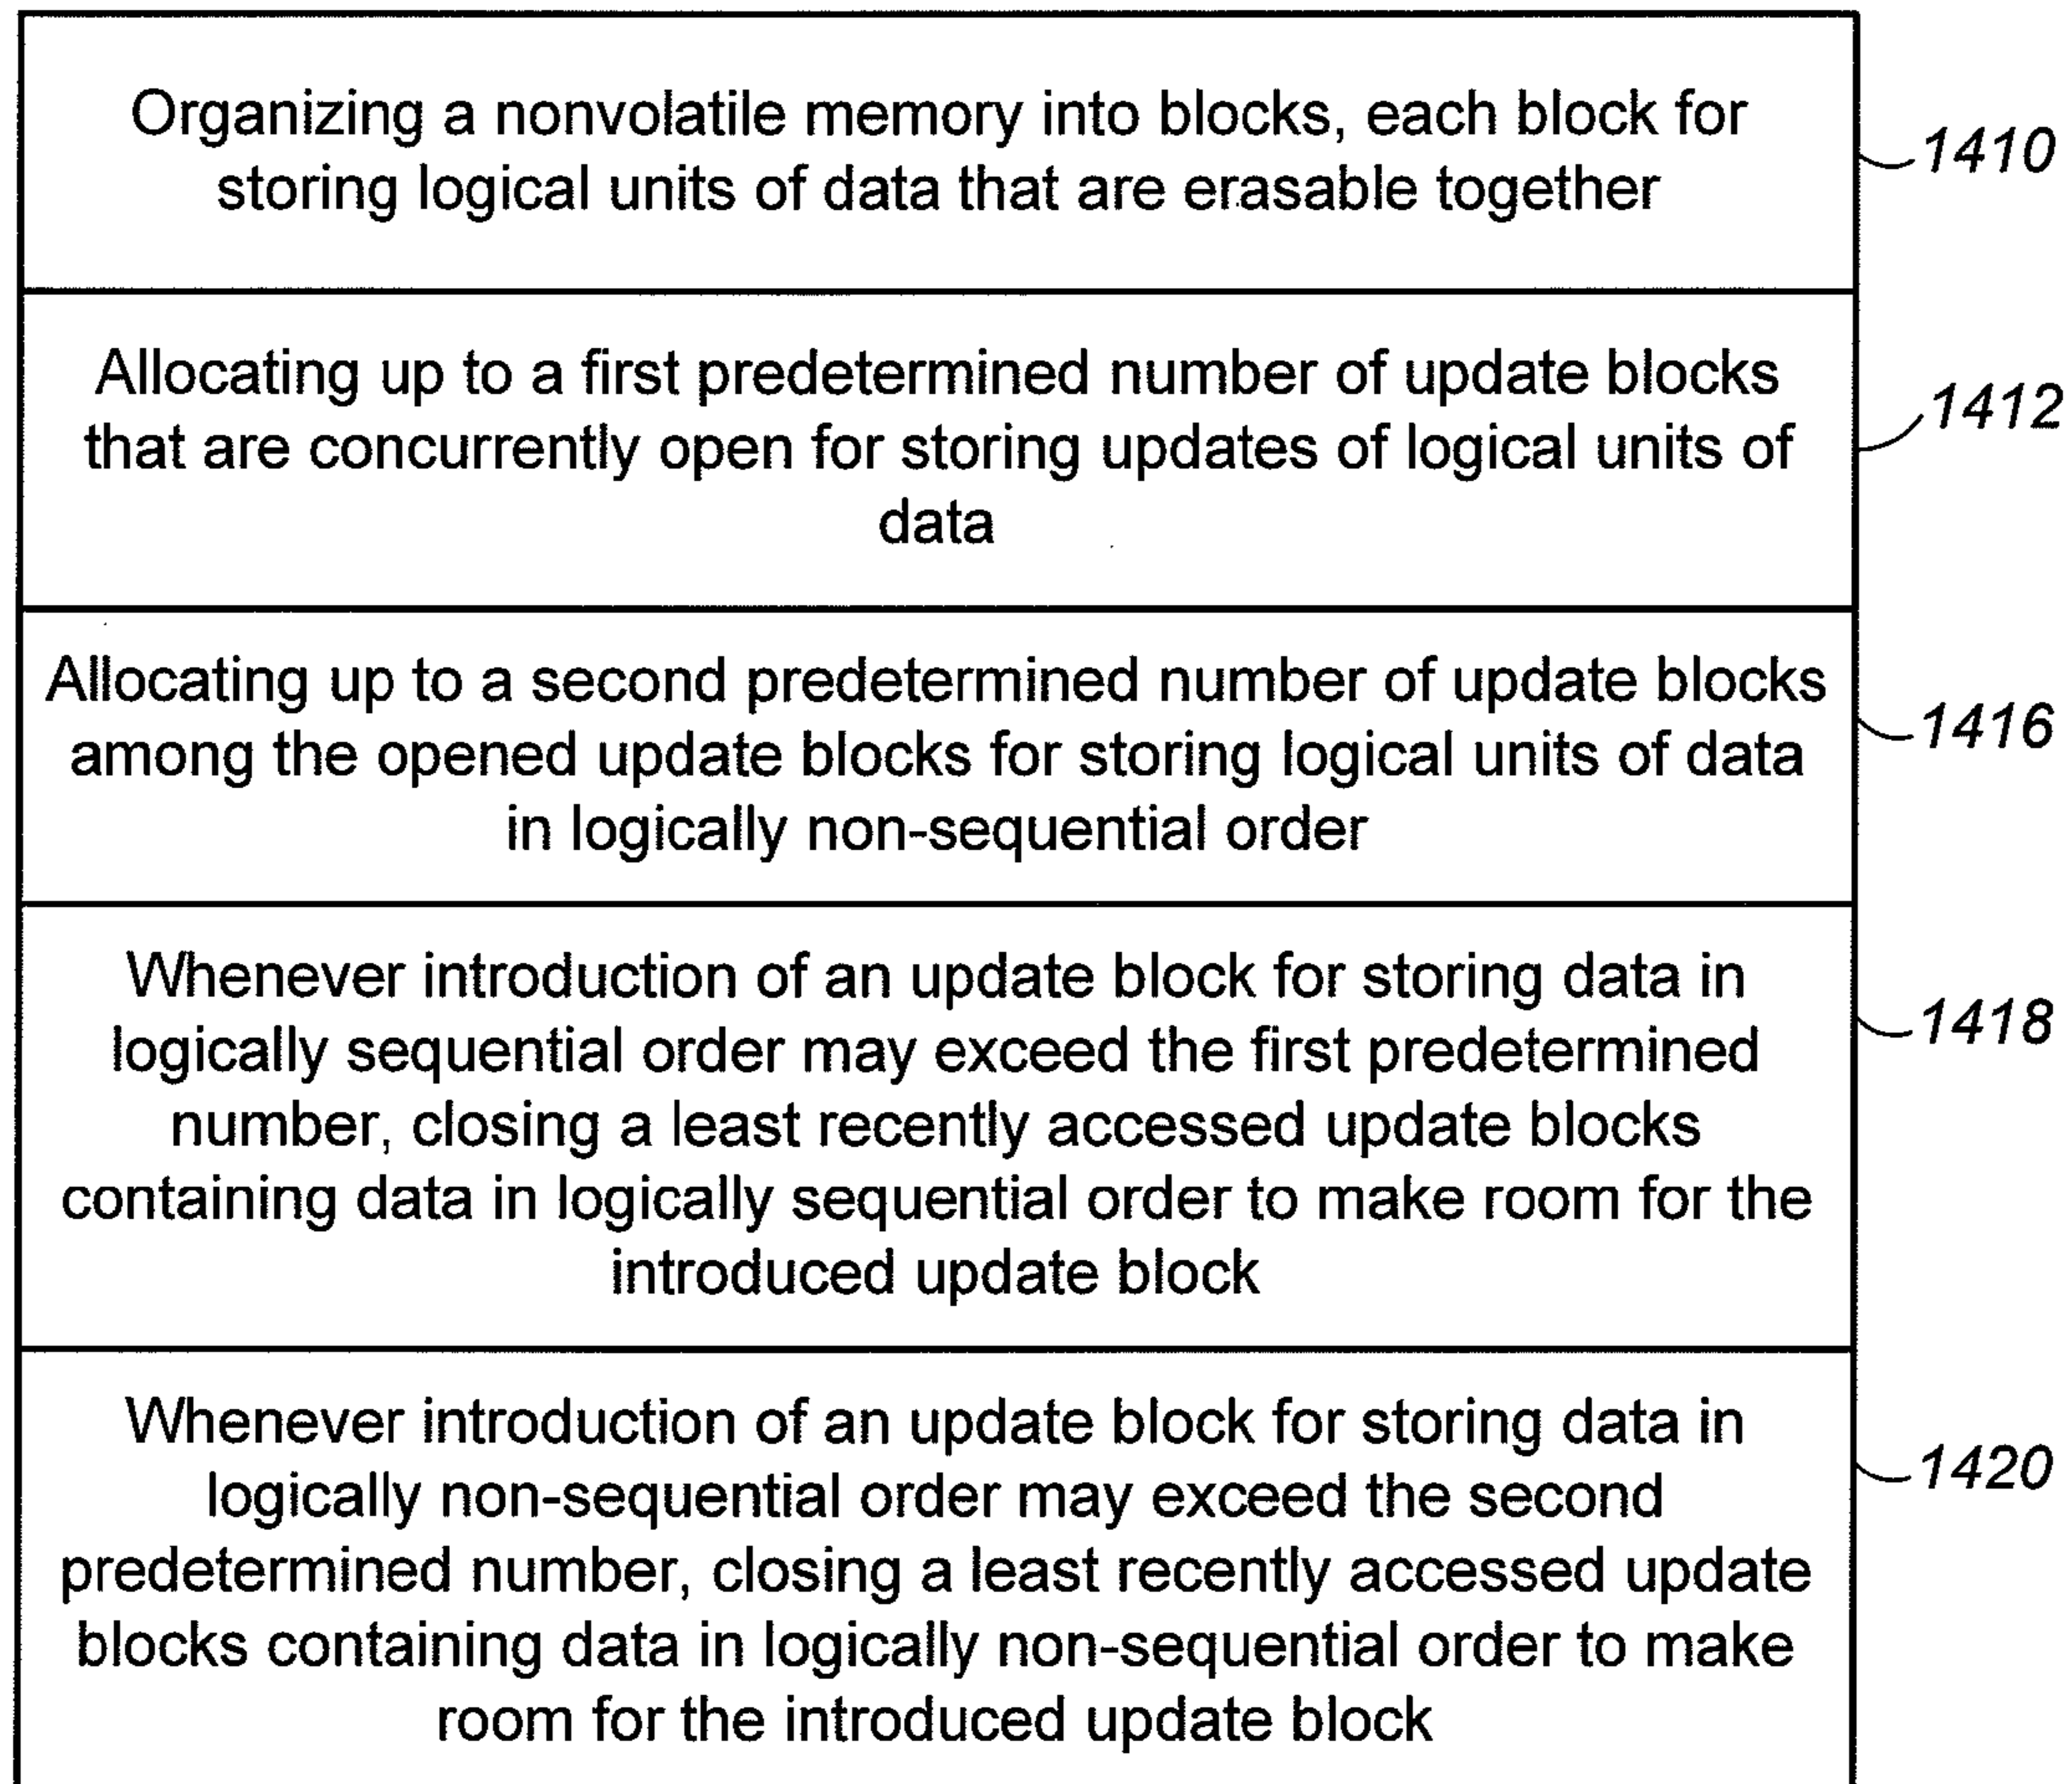 Organizing a nonvolatile memory into blocks, each block for
storing logical units of data that are erasable together
1410
Allocating up to a first predetermined number of update blocks
that are concurrently open for storing updates of logical units of
data
1412
Allocating up to a second predetermined number of update blocks
among the opened update blocks for storing logical units of data
in logically non-sequential order
1416
Whenever introduction of an update block for storing data in
logically sequential order may exceed the first predetermined
number, closing a least recently accessed update blocks
containing data in logically sequential order to make room for the
introduced update block
1418
Whenever introduction of an update block for storing data in
logically non-sequential order may exceed the second
predetermined number, closing a least recently accessed update
blocks containing data in logically non-sequential order to make
room for the introduced update block
1420